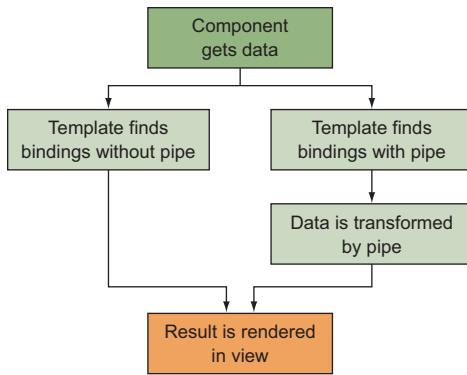 Component
gets data
Template finds
bindings without pipe
Template finds
bindings with pipe
Data is transformed
by pipe
Result is rendered
in view